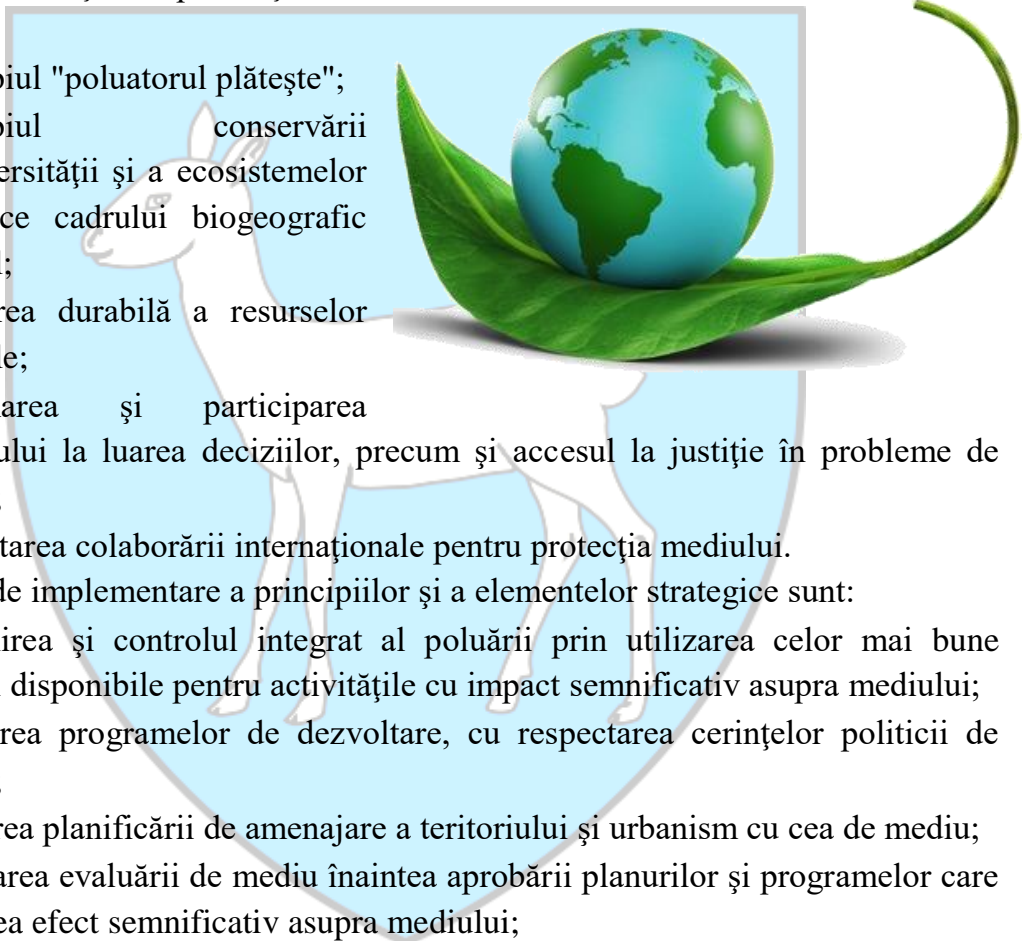 piul "poluatorul plăteşte";
piul conservării
ersităţii şi a ecosistemelor
ce cadrului biogeografic
l;
rea durabilă a resurselor
le;
area şi participarea
ului la luarea deciziilor, precum şi accesul la justiţie în probleme de
tarea colaborării internaţionale pentru protecţia mediului.
de implementare a principiilor şi a elementelor strategice sunt:
irea şi controlul integrat al poluării prin utilizarea celor mai bune
i disponibile pentru activităţile cu impact semnificativ asupra mediului;
rea programelor de dezvoltare, cu respectarea cerinţelor politicii de
rea planificării de amenajare a teritoriului şi urbanism cu cea de mediu;
area evaluării de mediu înaintea aprobării planurilor şi programelor care
ea efect semnificativ asupra mediului;